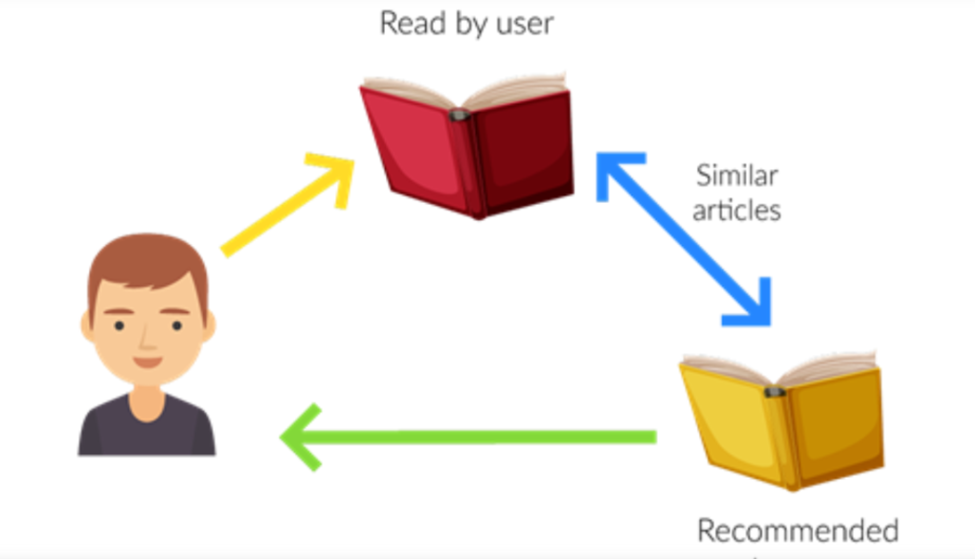 Read by user
Similar
articles
Recommended